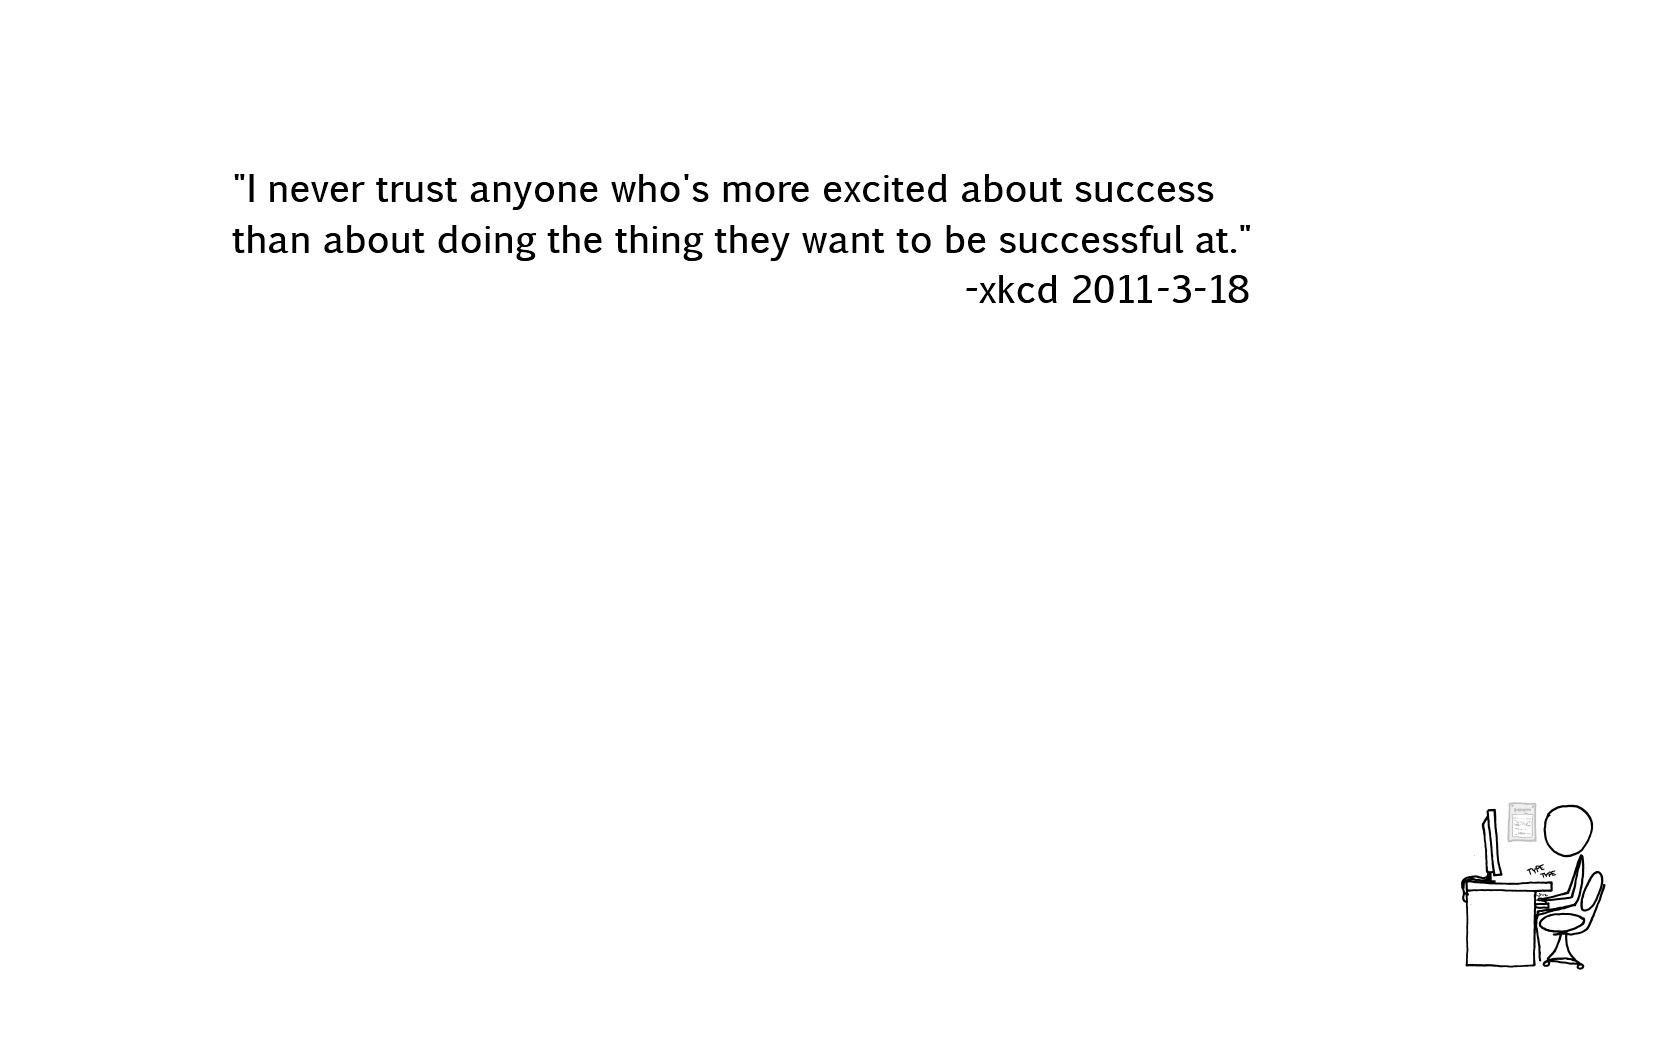 "I never trust anyone who's more excited about success
than about doing the thing they want to be successful at."
-xkcd 2011-3-18
TYPE
TYPE